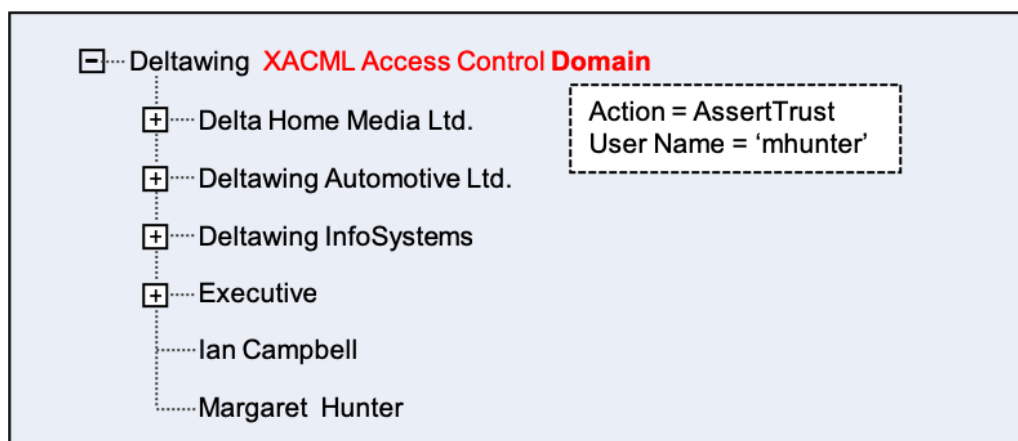 Deltawing XACML Access Control Domain
Action = AssertTrust
User Name = ‘mhunter’
Delta Home Media Ltd.
Deltawing Automotive Ltd.
Deltawing InfoSystems
Executive
Ian Campbell
Margaret Hunter